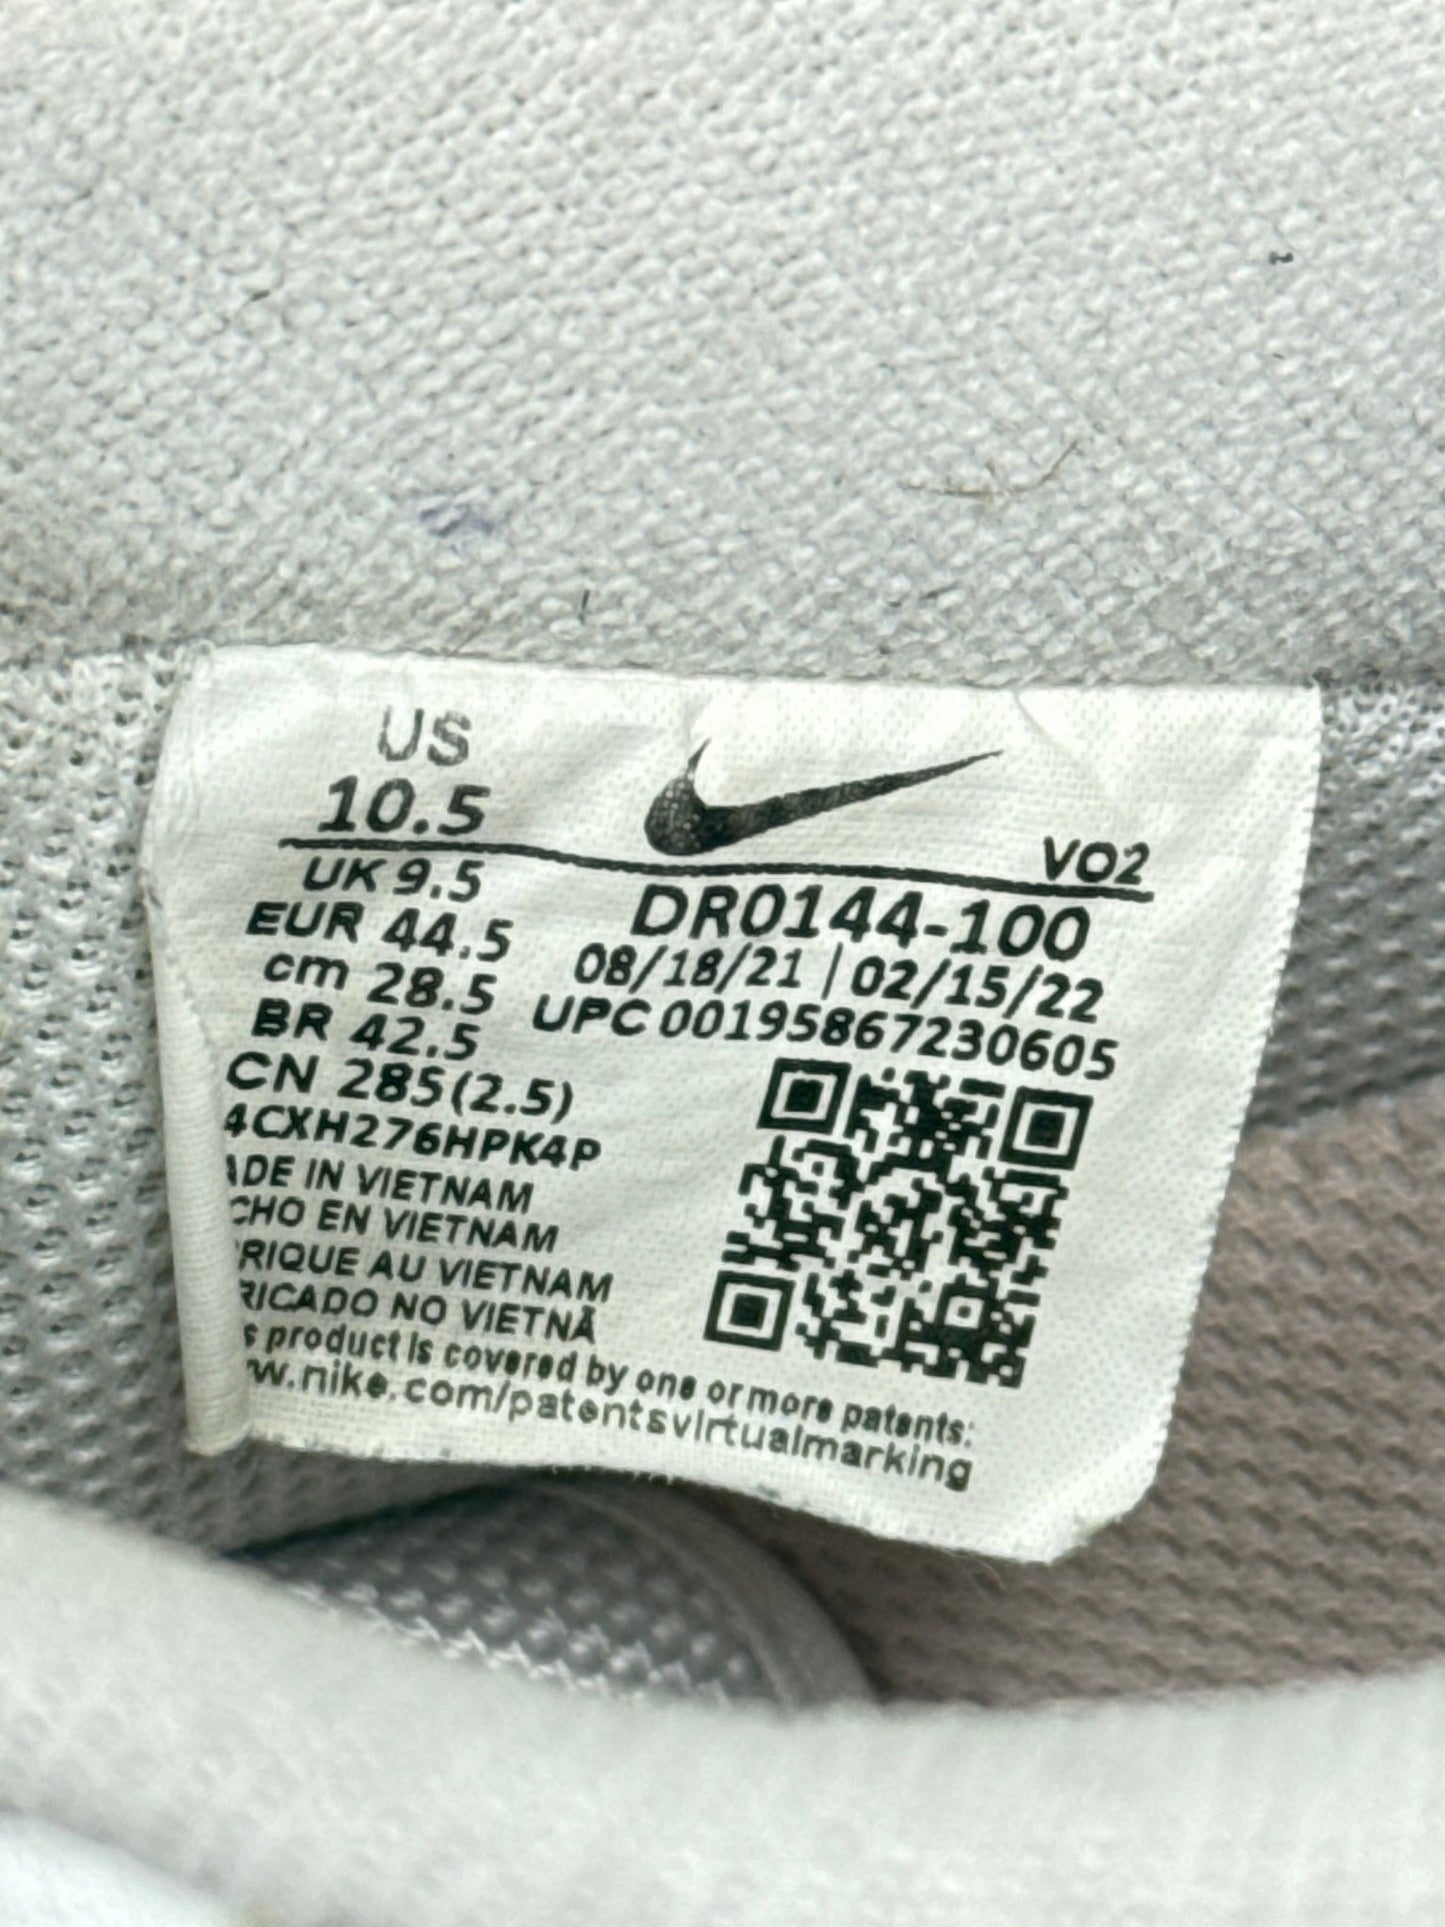 US
10.5
VO2
UK 9.5
EUR 44.5
cm 28.5
BR 42.5
CN 285(2.5)
DR0144-100
08/18/21 | 02/15/22
UPC 00195867230605
4CXH276HPK4P
ADE IN VIETNAM
CHO EN VIETNAM
RIQUE AU VIETNAM
RICADO NO VIETNÃ
s product is covered by one or more patents:
w.nike.com/patentsvirtualmarking